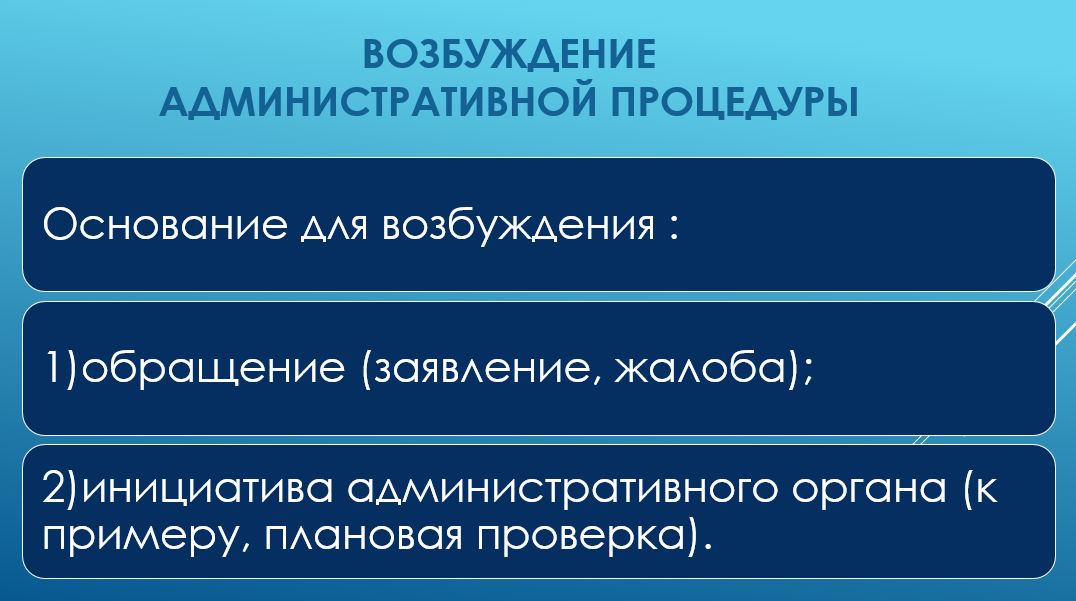 ВОЗБУЖДЕНИЕ
АДМИНИСТРАТИВНОЙ ПРОЦЕДУРЫ
Основание для возбуждения :
1)обращение (заявление, жалоба);
2)инициатива административного органа (к
примеру, плановая проверка).